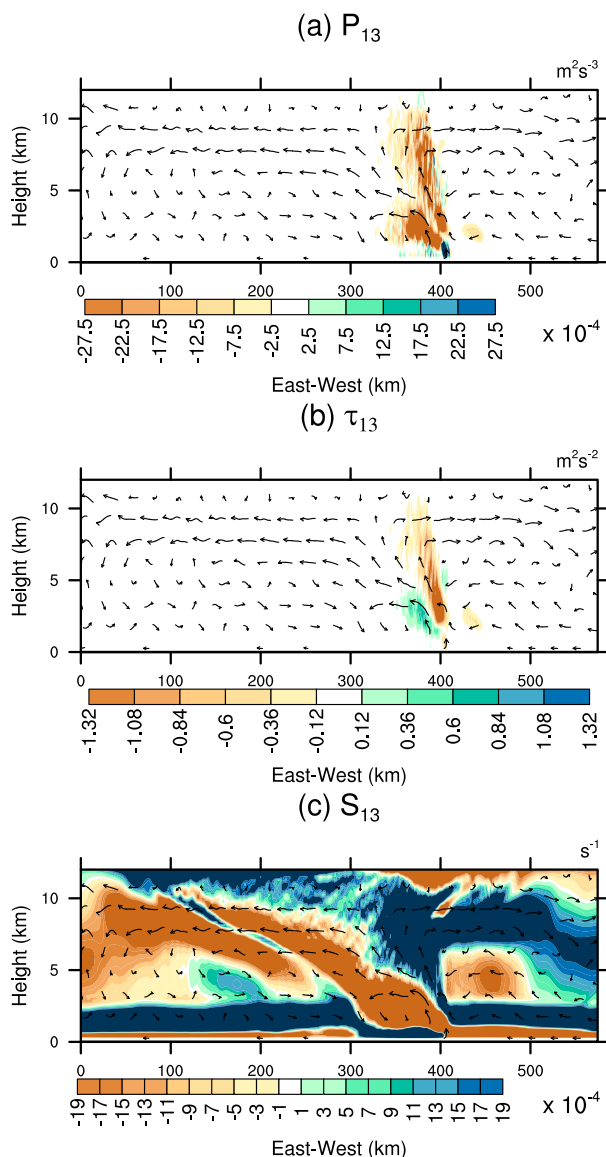 (a) P₁₃
m²s⁻³
Height (km)
10
5
0
0 100 200 300 400 500
-27.5 -22.5 -17.5 -12.5 -7.5 -2.5 2.5 7.5 12.5 17.5 22.5 27.5
x 10⁻⁴
East-West (km)
(b) τ₁₃
m²s⁻²
Height (km)
10
5
0
0 100 200 300 400 500
-1.32 -1.08 -0.84 -0.6 -0.36 -0.12 0.12 0.36 0.6 0.84 1.08 1.32
East-West (km)
(c) S₁₃
s⁻¹
Height (km)
10
5
0
0 100 200 300 400 500
-19 -17 -15 -13 -11 -9 -7 -5 -3 -1 1 3 5 7 9 11 13 15 17 19
x 10⁻⁴
East-West (km)